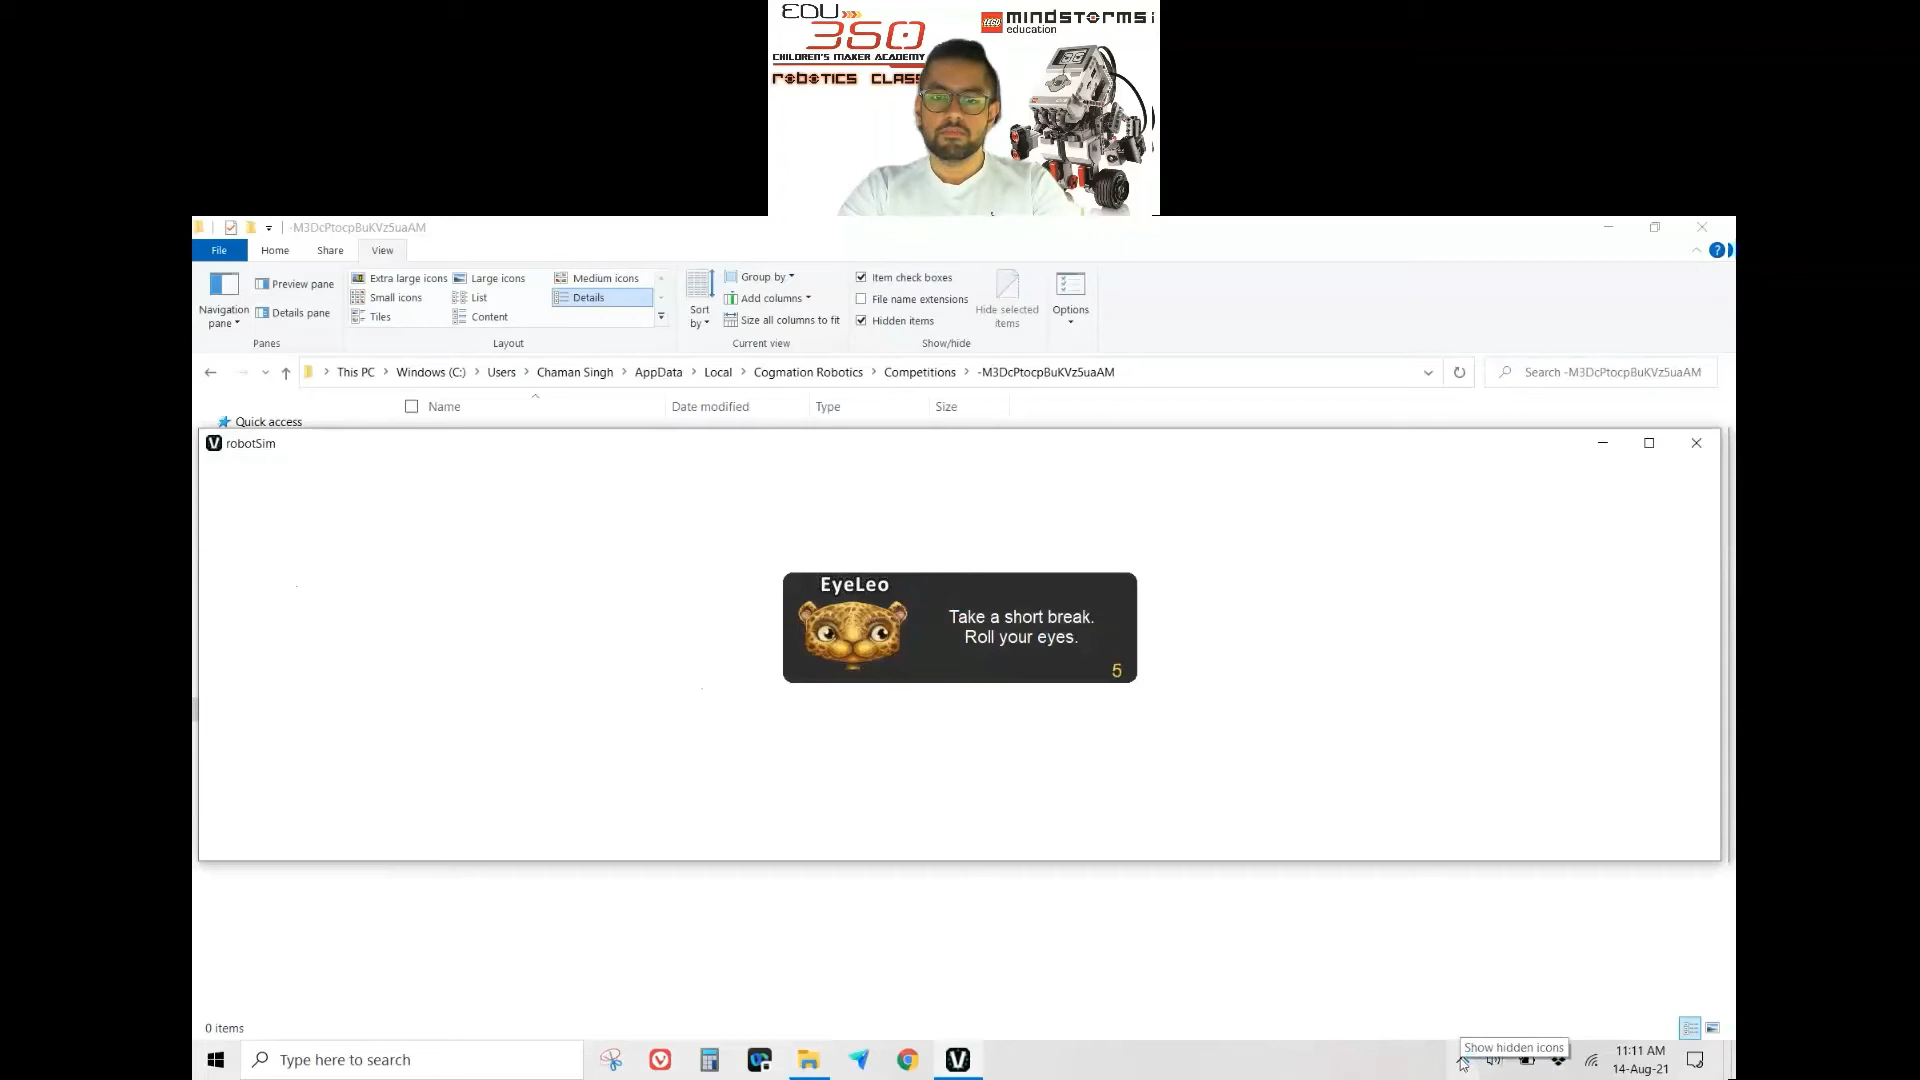 EDU
360
CHILDREN'S MAKER ACADEMY
ROBOTICS CLASS
LEGO mindstorms
education
-M3DcPtocpBuKVz5uaAM
File Home Share View
Navigation pane
Preview pane
Details pane
Extra large icons Large icons Medium icons
Small icons List Details
Tiles Content
Sort by
Group by
Add columns
Size all columns to fit
Item check boxes
File name extensions
Hidden items
Hide selected items
Options
Panes Layout Current view Show/hide
This PC > Windows (C:) > Users > Chaman Singh > AppData > Local > Cogmation Robotics > Competitions > -M3DcPtocpBuKVz5uaAM
Search -M3DcPtocpBuKVz5uaAM
Name Date modified Type Size
Quick access
robotSim
EyeLeo
Take a short break.
Roll your eyes.
5
0 items
Show hidden icons
Type here to search
11:11 AM
14-Aug-21